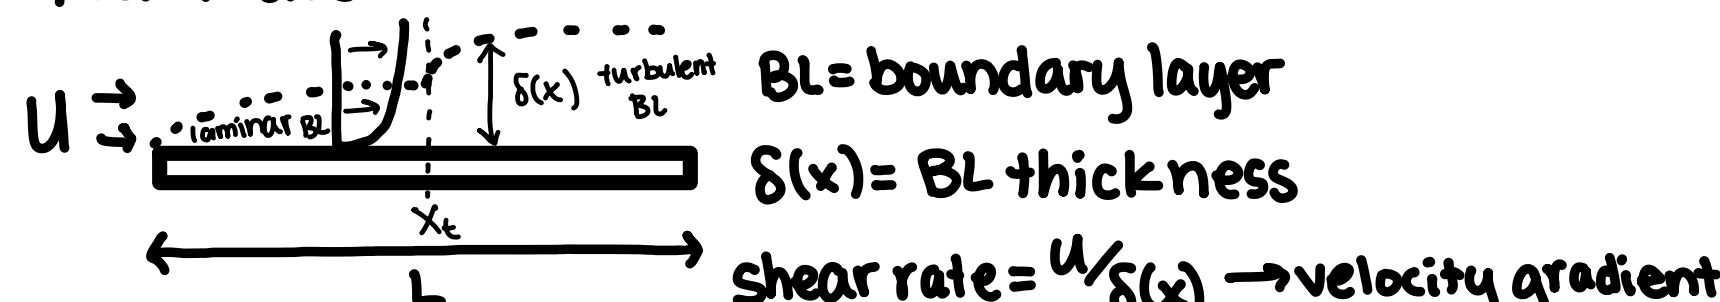 U
laminar BL
δ(x)
turbulent
BL
BL = boundary layer
δ(x) = BL thickness
xt
shear rate = U/δ(x) → velocity gradient